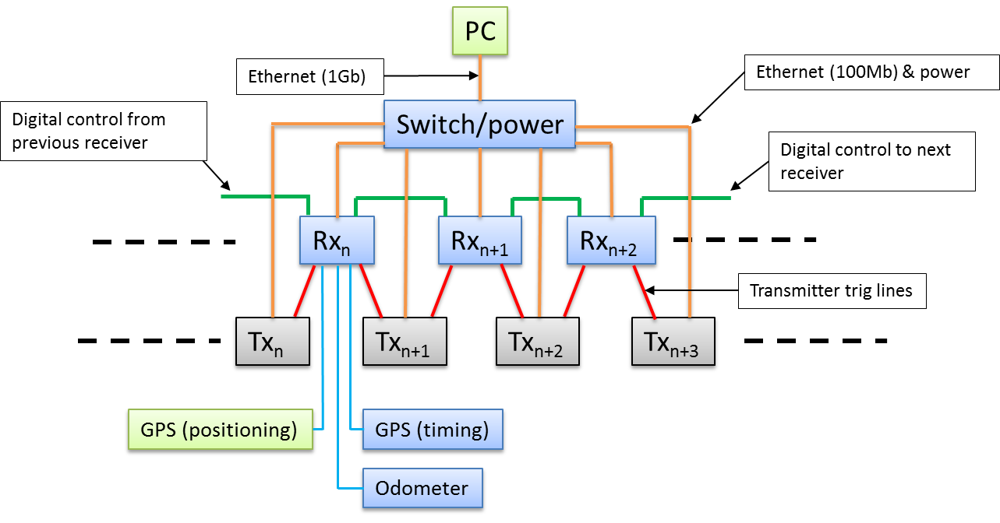 PC
Ethernet (1Gb)
Ethernet (100Mb) & power
Digital control from
previous receiver
Switch/power
Digital control to next
receiver
Rxn
Rxn+1
Rxn+2
Transmitter trig lines
Txn
Txn+1
Txn+2
Txn+3
GPS (positioning)
GPS (timing)
Odometer